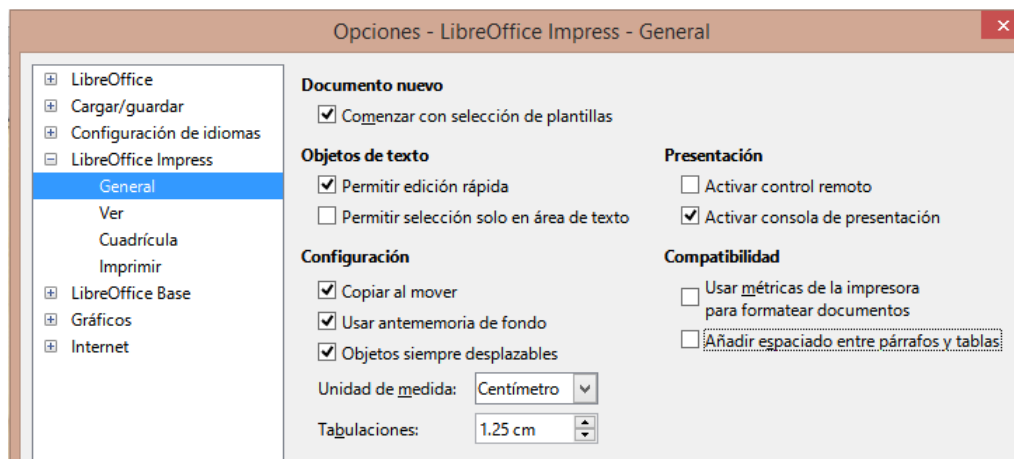 Opciones - LibreOffice Impress - General
LibreOffice
Cargar/guardar
Configuración de idiomas
LibreOffice Impress
General
Ver
Cuadrícula
Imprimir
LibreOffice Base
Gráficos
Internet
Documento nuevo
Comenzar con selección de plantillas
Objetos de texto
Permitir edición rápida
Permitir selección solo en área de texto
Presentación
Activar control remoto
Activar consola de presentación
Configuración
Copiar al mover
Usar antememoria de fondo
Objetos siempre desplazables
Unidad de medida: Centímetro
Tabulaciones: 1.25 cm
Compatibilidad
Usar métricas de la impresora
para formatear documentos
Añadir espaciado entre párrafos y tablas